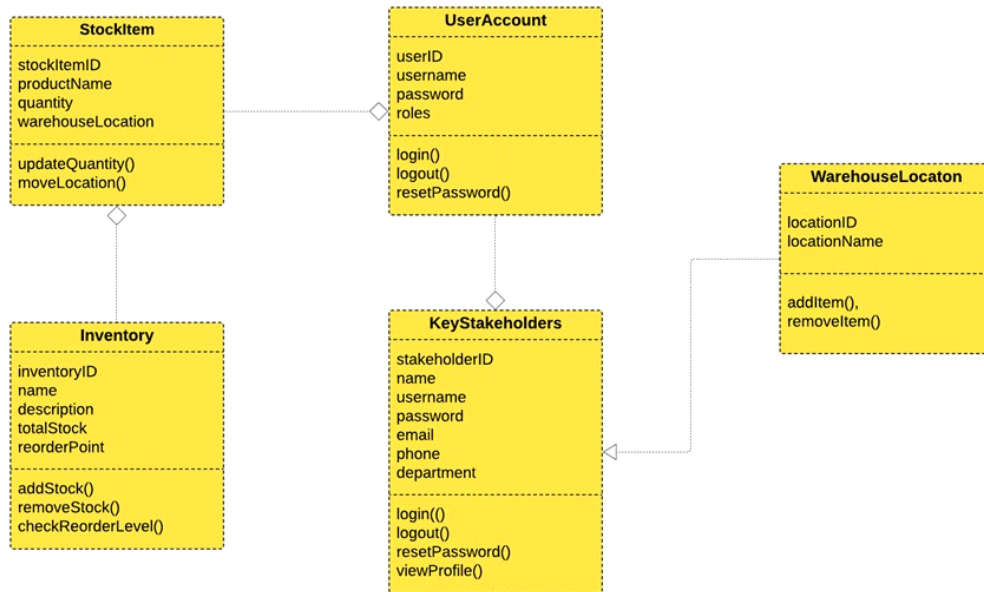 StockItem
stockItemID
productName
quantity
warehouseLocation
updateQuantity()
moveLocation()
UserAccount
userID
username
password
roles
login()
logout()
resetPassword()
WarehouseLocaton
locationID
locationName
addItem(),
removeItem()
Inventory
inventoryID
name
description
totalStock
reorderPoint
addStock()
removeStock()
checkReorderLevel()
KeyStakeholders
stakeholderID
name
username
password
email
phone
department
login(()
logout()
resetPassword()
viewProfile()